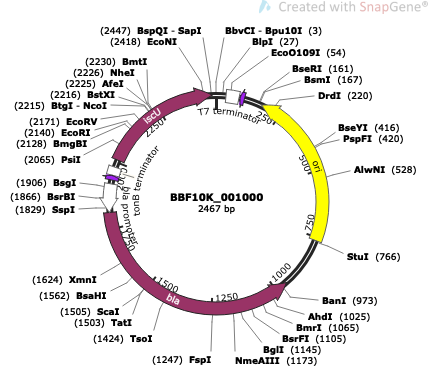 Created with SnapGene®
(2447) BspQI - SapI
(2418) EcoNI
(2230) BmtI
(2226) NheI
(2225) AfeI
(2216) BstXI
(2215) BtgI - NcoI
(2171) EcoRV
(2140) EcoRI
(2128) BmgBI
(2065) PsiI
(1906) BsgI
(1866) BsrBI
(1829) SspI
(1624) XmnI
(1562) BsaHI
(1505) ScaI
(1503) TatI
(1424) TsoI
(1247) FspI
BbvCI - Bpu10I (3)
BlpI (27)
EcoO109I (54)
BseRI (161)
BsmI (167)
DrdI (220)
BseYI (416)
PspFI (420)
AlwNI (528)
StuI (766)
BanI (973)
AhdI (1025)
BmrI (1065)
BsrFI (1105)
BglI (1145)
NmeAIII (1173)
T7 terminator
250
ori
500
750
1000
1250
bla
1500
1750
bla promoter
tonB terminator
2000
iscU
2250
BBF10K_001000
2467 bp